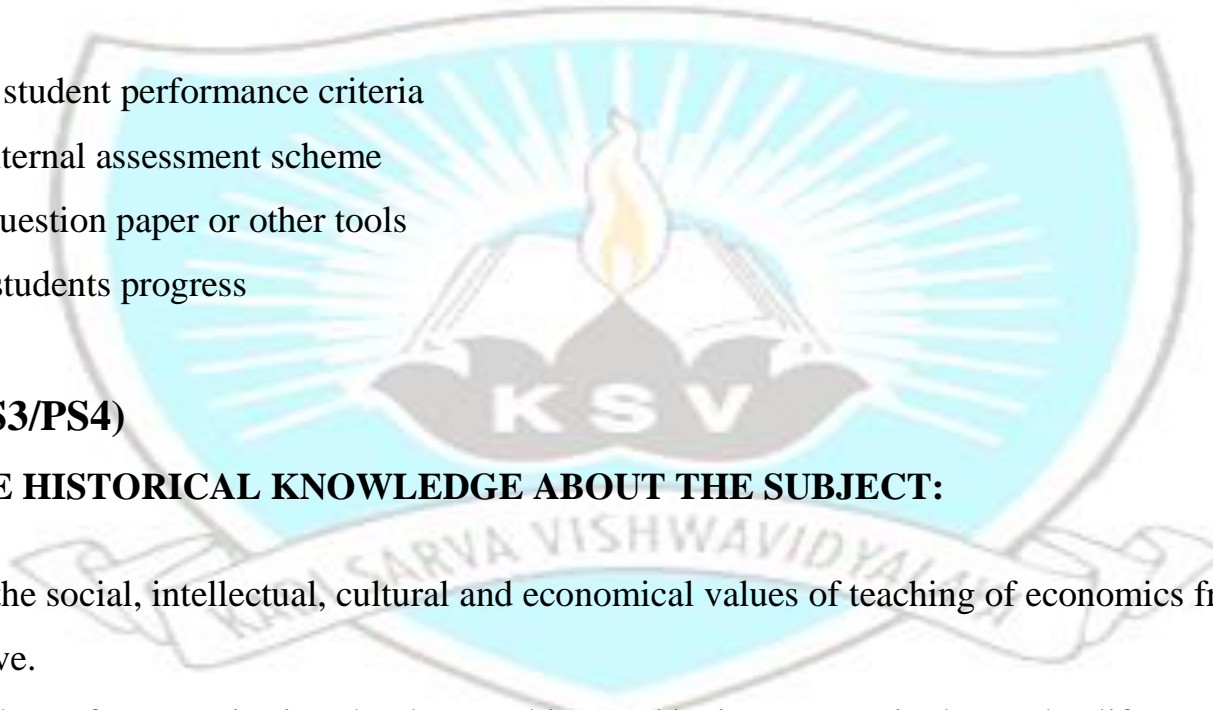 student performance criteria
ternal assessment scheme
uestion paper or other tools
students progress
S3/PS4)
E HISTORICAL KNOWLEDGE ABOUT THE SUBJECT:
KSV
SARVA VISHWAVIDYALAYA
he social, intellectual, cultural and economical values of teaching of economics fr
ve.